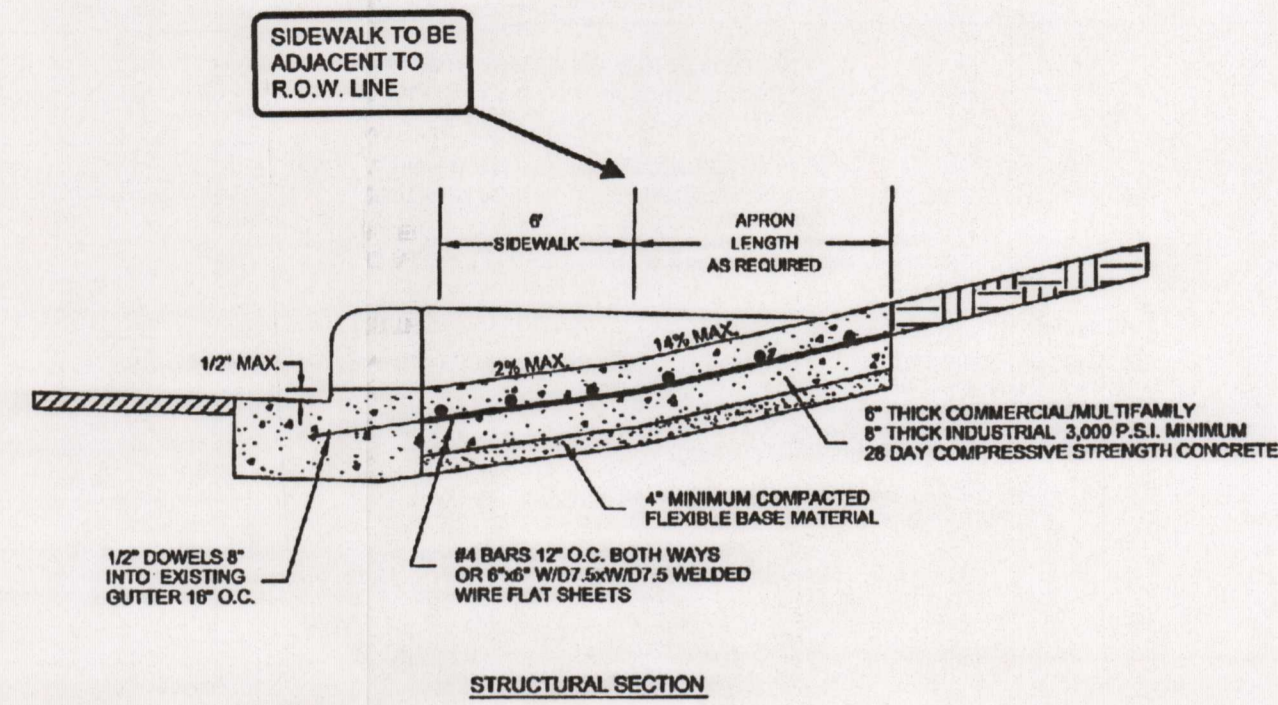 SIDEWALK TO BE
ADJACENT TO
R.O.W. LINE
6'
SIDEWALK
APRON
LENGTH
AS REQUIRED
1/2" MAX.
2% MAX.
14% MAX.
6" THICK COMMERCIAL/MULTIFAMILY
8" THICK INDUSTRIAL 3,000 P.S.I. MINIMUM
28 DAY COMPRESSIVE STRENGTH CONCRETE
4" MINIMUM COMPACTED
FLEXIBLE BASE MATERIAL
1/2" DOWELS 8"
INTO EXISTING
GUTTER 16" O.C.
#4 BARS 12" O.C. BOTH WAYS
OR 6"x6" W/D7.5xW/D7.5 WELDED
WIRE FLAT SHEETS
STRUCTURAL SECTION